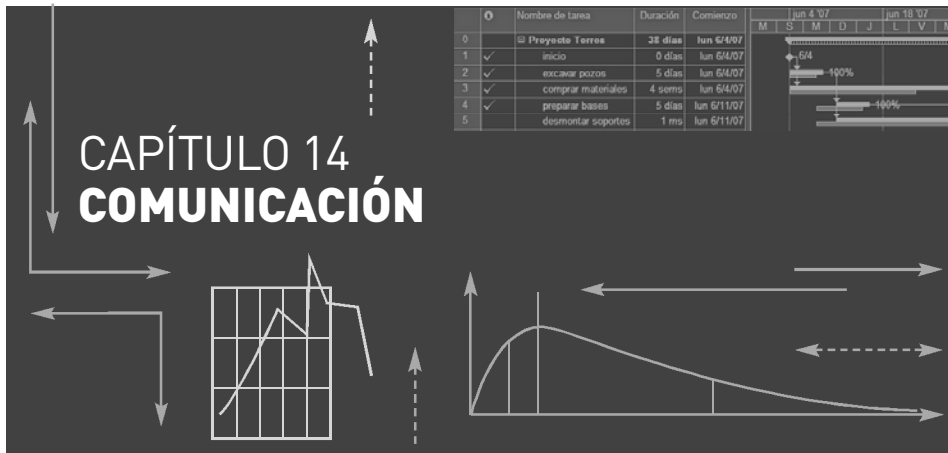 Nombre de tarea Duración Comienzo jun 4 '07 jun 18 '07
M S M D J L V M
0 Proyecto Torres 38 días lun 6/4/07
1 inicio 0 días lun 6/4/07 6/4
2 excavar pozos 5 días lun 6/4/07 100%
3 comprar materiales 4 sems lun 6/4/07
4 preparar bases 5 días lun 6/11/07 100%
5 desmontar soportes 1 ms lun 6/11/07
CAPÍTULO 14
COMUNICACIÓN